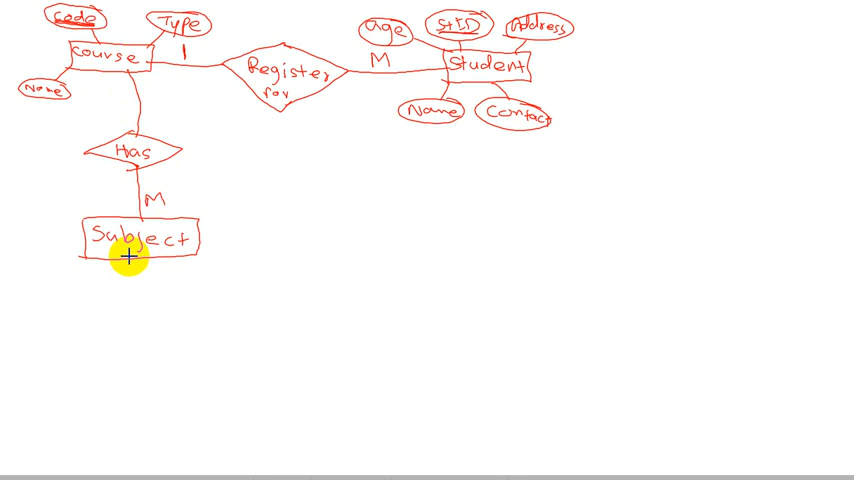 code
Type
age
StID
Address
course
1
Register
for
M
Student
Name
Name
Contact
Has
M
Subject